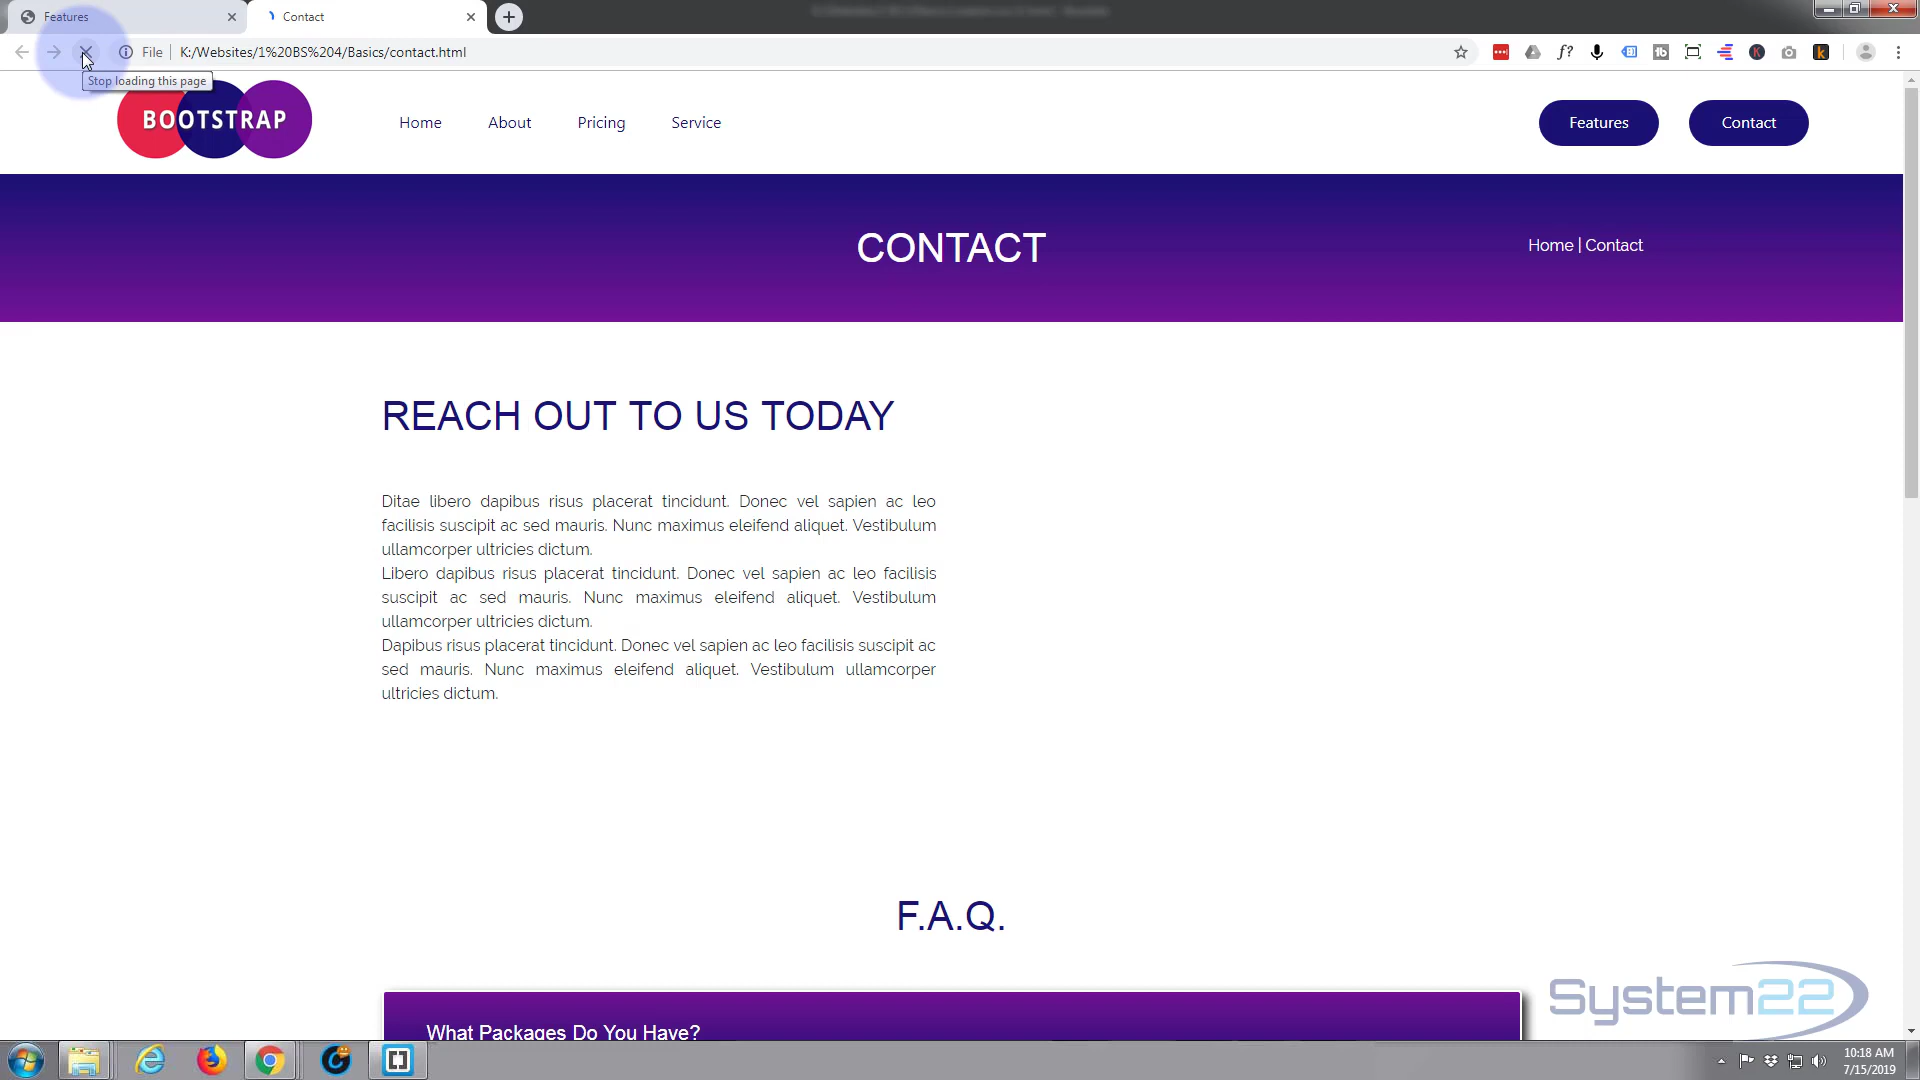 Features
Contact
File
K:/Websites/1%20BS%204/Basics/contact.html
Stop loading this page
BOOTSTRAP
Home
About
Pricing
Service
Features
Contact
CONTACT
Home | Contact
REACH OUT TO US TODAY
Ditae libero dapibus risus placerat tincidunt. Donec vel sapien ac leo
facilisis suscipit ac sed mauris. Nunc maximus eleifend aliquet. Vestibulum
ullamcorper ultricies dictum.
Libero dapibus risus placerat tincidunt. Donec vel sapien ac leo facilisis
suscipit ac sed mauris. Nunc maximus eleifend aliquet. Vestibulum
ullamcorper ultricies dictum.
Dapibus risus placerat tincidunt. Donec vel sapien ac leo facilisis suscipit ac
sed mauris. Nunc maximus eleifend aliquet. Vestibulum ullamcorper
ultricies dictum.
F.A.Q.
What Packages Do You Have?
System22
10:18 AM
7/15/2019